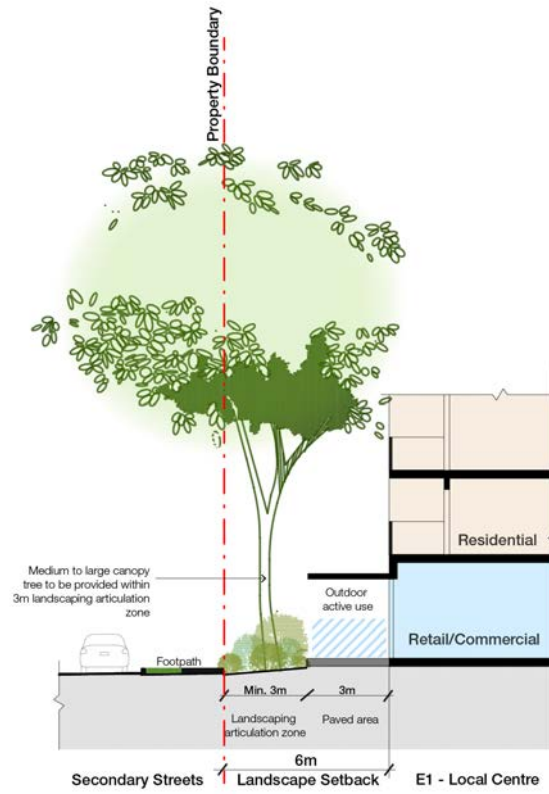 Property Boundary
Medium to large canopy
tree to be provided within
3m landscaping articulation
zone
Residential
Outdoor
active use
Retail/Commercial
Footpath
Min. 3m
3m
Landscaping
articulation zone
Paved area
6m
Secondary Streets
Landscape Setback
E1 - Local Centre